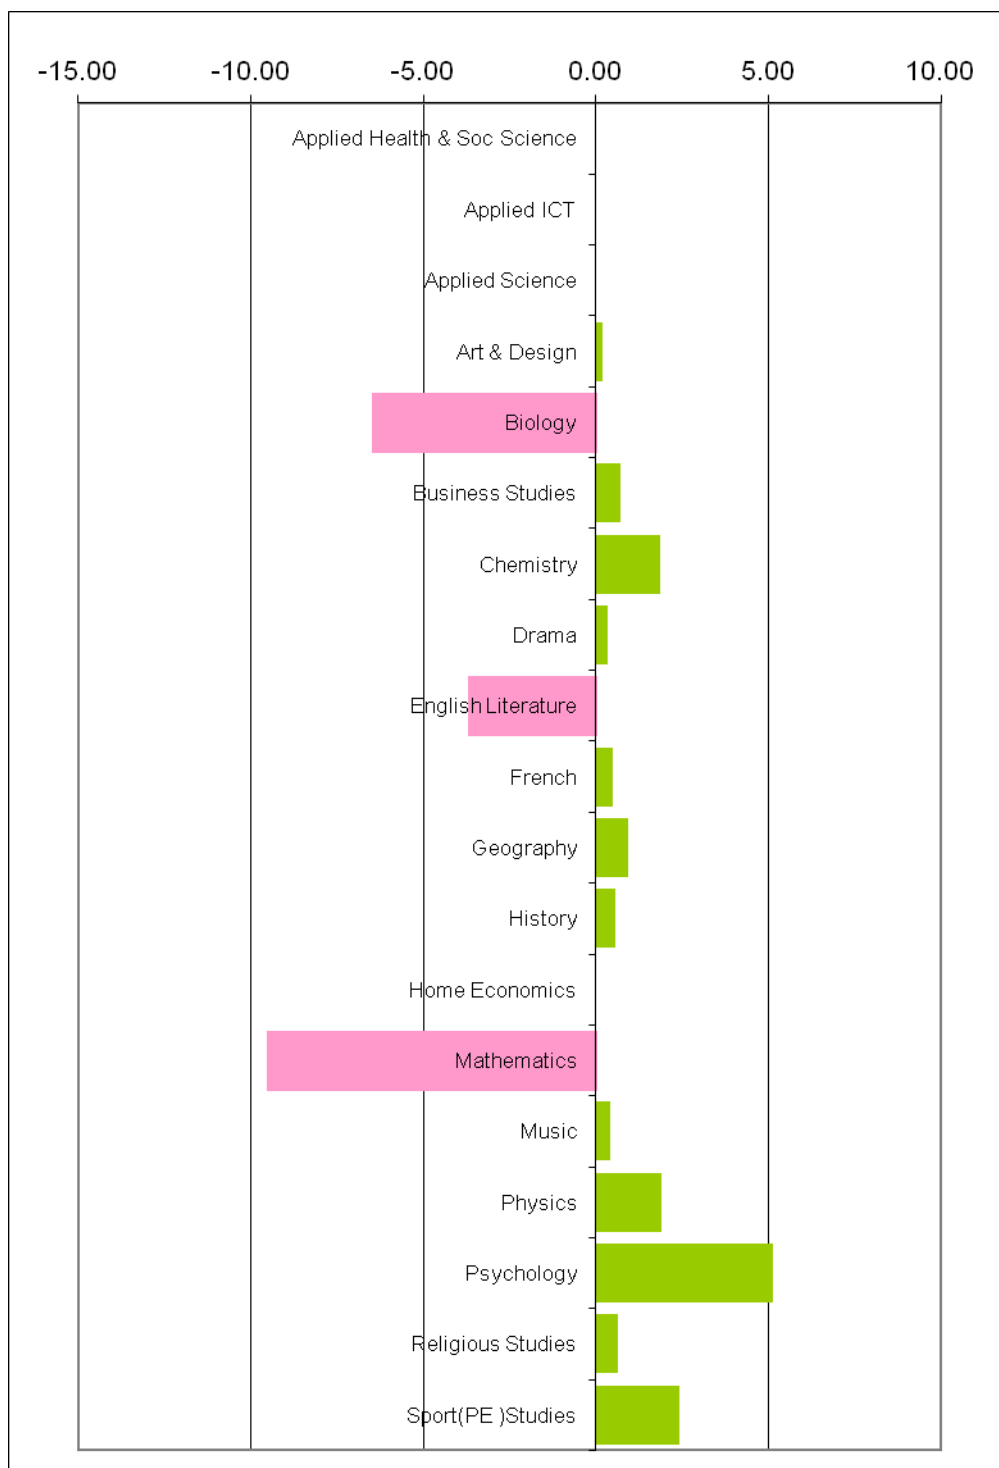 -15.00 -10.00 -5.00 0.00 5.00 10.00
Applied Health & Soc Science
Applied ICT
Applied Science
Art & Design
Biology
Business Studies
Chemistry
Drama
English Literature
French
Geography
History
Home Economics
Mathematics
Music
Physics
Psychology
Religious Studies
Sport(PE )Studies